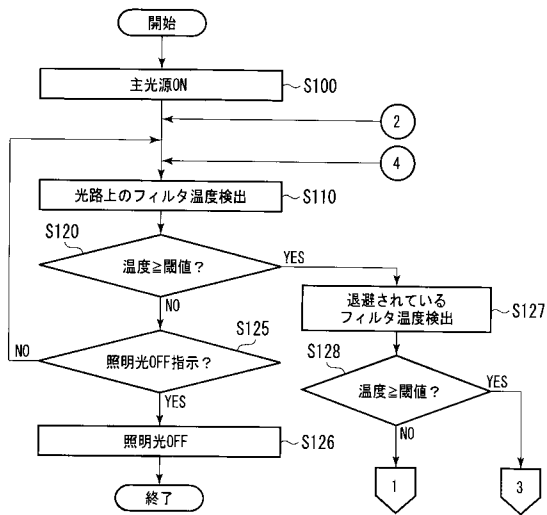 開始
主光源ON
S100
2
4
光路上のフィルタ温度検出
S110
S120
温度≧閾値？
YES
NO
退避されている
フィルタ温度検出
S127
S125
照明光OFF指示？
NO
YES
S128
温度≧閾値？
YES
NO
照明光OFF
S126
終了
1
3